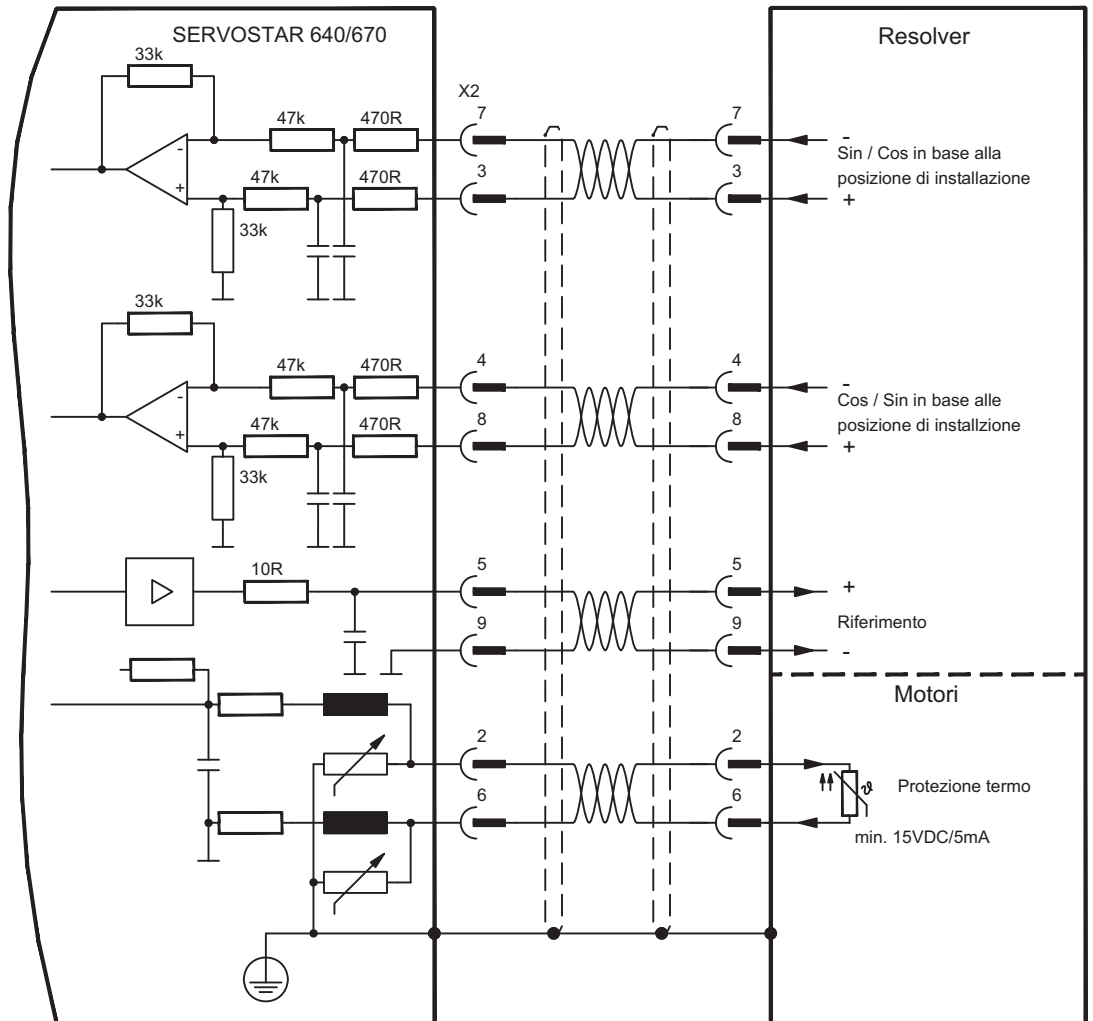 SERVOSTAR 640/670
Resolver
33k
X2
47k
470R
7
7
-
-
Sin / Cos in base alla
posizione di installazione
+
47k
470R
3
3
+
33k
33k
47k
470R
4
4
-
-
Cos / Sin in base alle
posizione di installzione
+
47k
470R
8
8
+
33k
10R
5
5
+
Riferimento
9
9
-
Motori
2
2
ϑ
Protezione termo
6
6
min. 15VDC/5mA